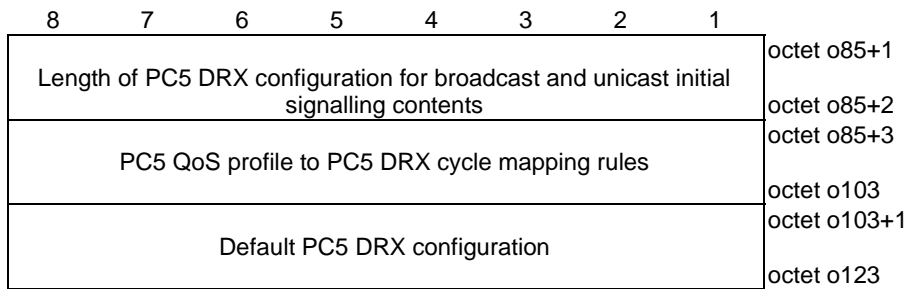 8 7 6 5 4 3 2 1
Length of PC5 DRX configuration for broadcast and unicast initial
signalling contents
octet o85+1
octet o85+2
PC5 QoS profile to PC5 DRX cycle mapping rules
octet o85+3
octet o103
Default PC5 DRX configuration
octet o103+1
octet o123